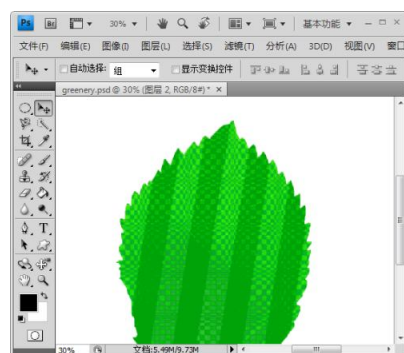 Ps Br 30% 基本功能
文件(F) 编辑(E) 图像(I) 图层(L) 选择(S) 滤镜(T) 分析(A) 3D(D) 视图(V) 窗口
自动选择: 组 显示变换控件
greenery.psd @ 30% (图层 2, RGB/8#) * ×
T
30% 文档:5.49M/9.73M